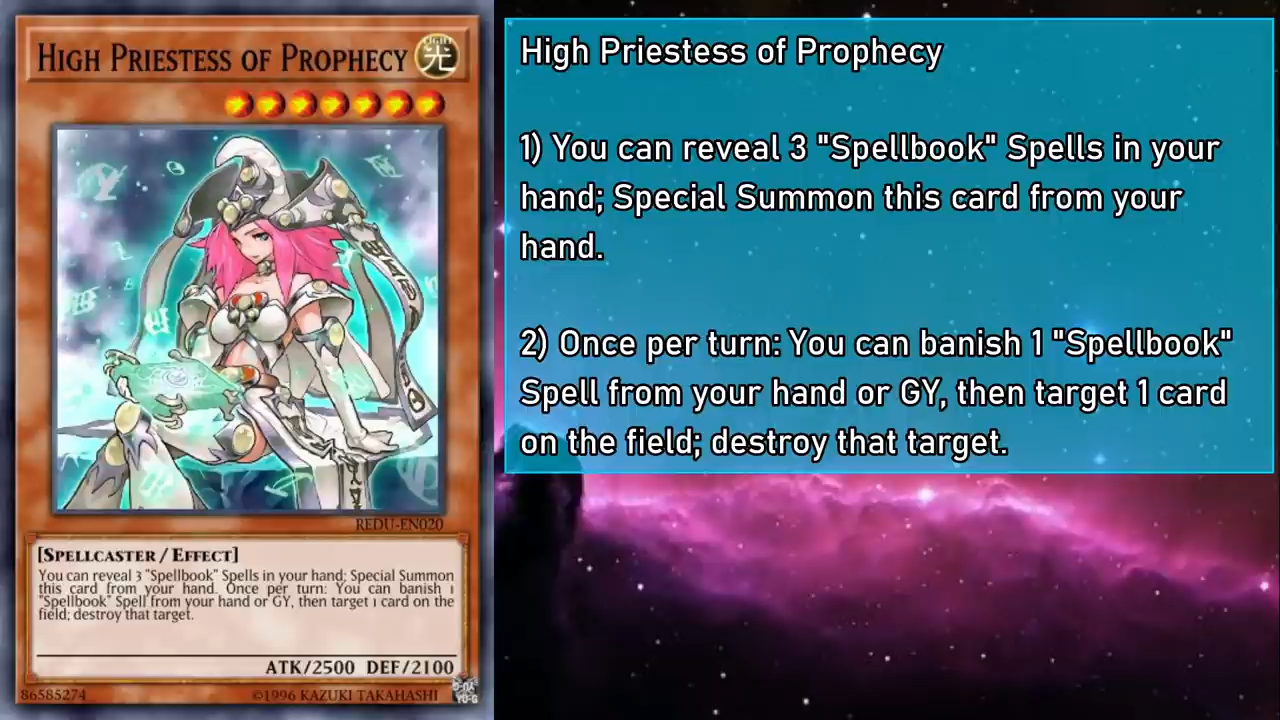 HIGH PRIESTESS OF PROPHECY
LIGHT
光
REDU-EN020
[SPELLCASTER / EFFECT]
You can reveal 3 "Spellbook" Spells in your hand; Special Summon
this card from your hand. Once per turn: You can banish 1
"Spellbook" Spell from your hand or GY, then target 1 card on the
field; destroy that target.
ATK/2500 DEF/2100
86585274
©1996 KAZUKI TAKAHASHI
High Priestess of Prophecy
1) You can reveal 3 "Spellbook" Spells in your
hand; Special Summon this card from your
hand.
2) Once per turn: You can banish 1 "Spellbook"
Spell from your hand or GY, then target 1 card
on the field; destroy that target.